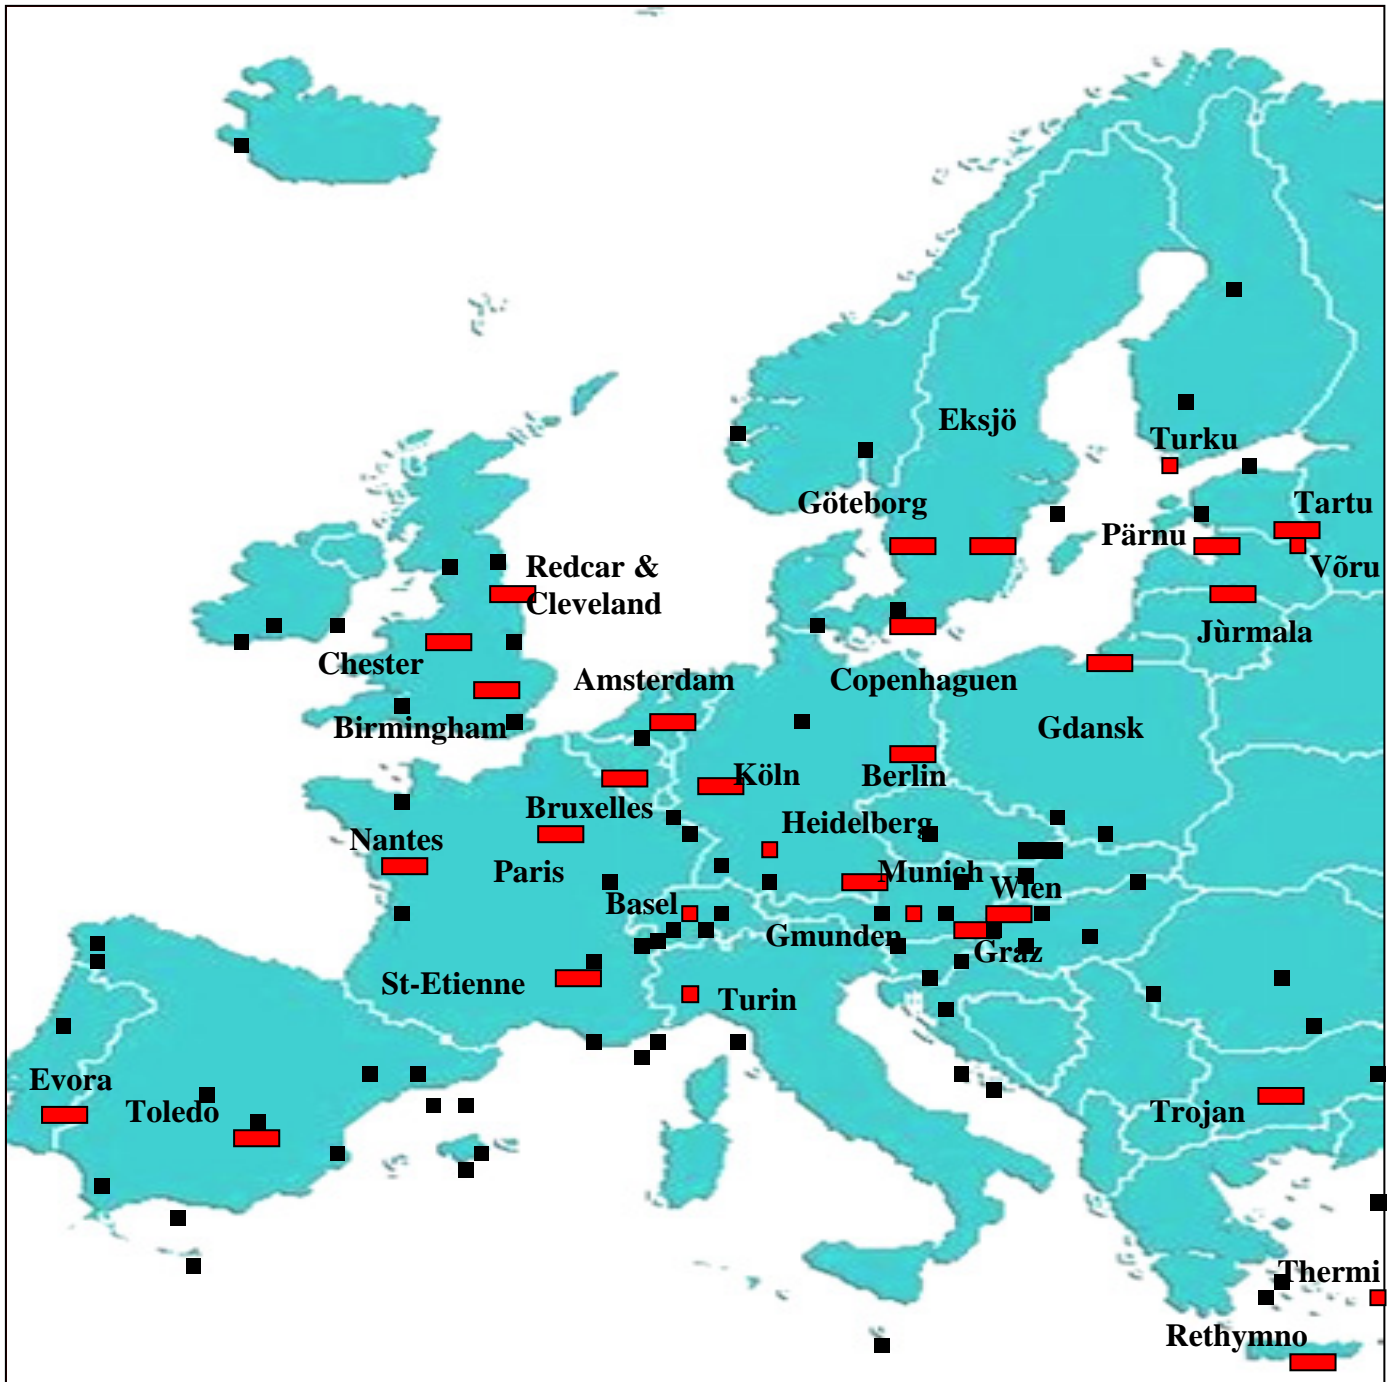 Eksjö
Turku
Göteborg
Tartu
Pärnu
Võru
Redcar &
Cleveland
Jùrmala
Chester
Amsterdam
Copenhaguen
Birmingham
Gdansk
Köln
Berlin
Bruxelles
Heidelberg
Nantes
Paris
Munich
Wien
Basel
Gmunden
Graz
St-Etienne
Turin
Evora
Toledo
Trojan
Thermi
Rethymno